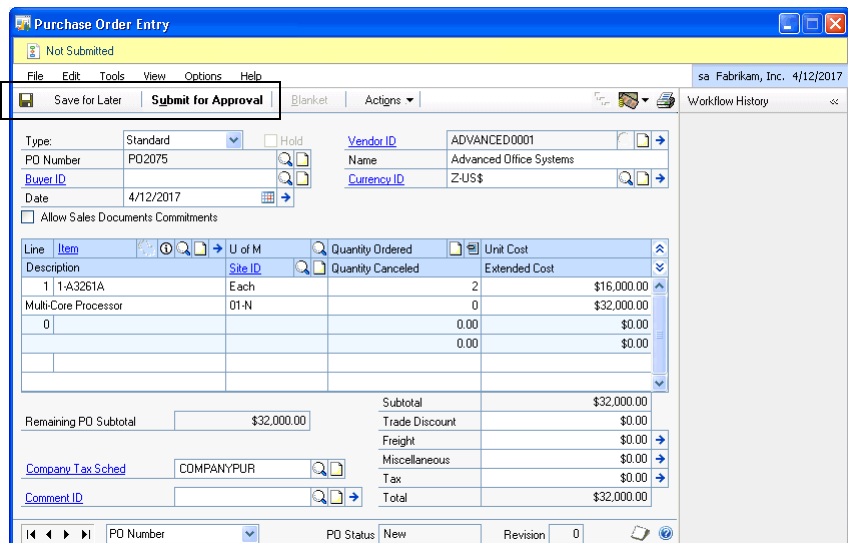 Purchase Order Entry
Not Submitted
File Edit Tools View Options Help sa Fabrikam, Inc. 4/12/2017
Save for Later Submit for Approval Blanket Actions Workflow History
Type: Standard Hold Vendor ID ADVANCED0001
PO Number PO2075 Name Advanced Office Systems
Buyer ID Currency ID Z-US$
Date 4/12/2017
Allow Sales Documents Commitments
Line Item U of M Quantity Ordered Unit Cost
Description Site ID Quantity Canceled Extended Cost
1 1-A3261A Each 2 $16,000.00
Multi-Core Processor 01-N 0 $32,000.00
0 0.00 $0.00
0.00 $0.00
Subtotal $32,000.00
Remaining PO Subtotal $32,000.00 Trade Discount $0.00
Freight $0.00
Miscellaneous $0.00
Company Tax Sched COMPANYPUR Tax $0.00
Comment ID Total $32,000.00
PO Number PO Status New Revision 0